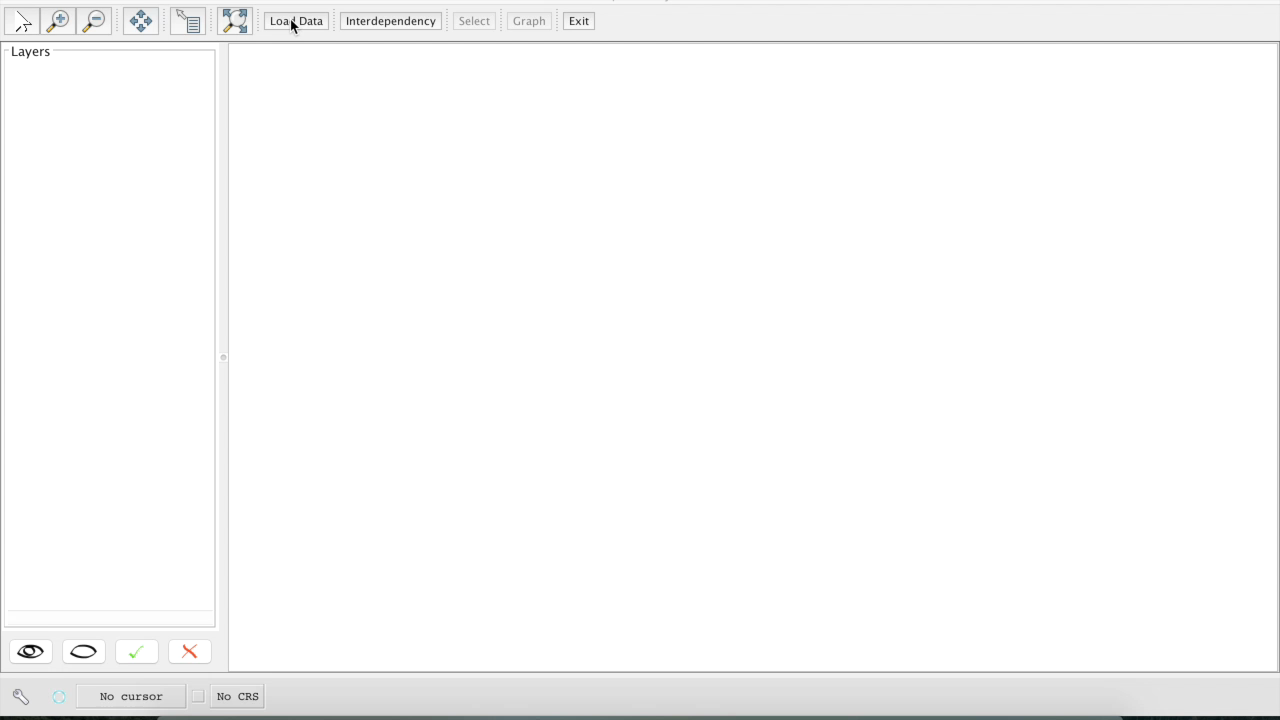 Load Data Interdependency Select Graph Exit
Layers
No cursor No CRS